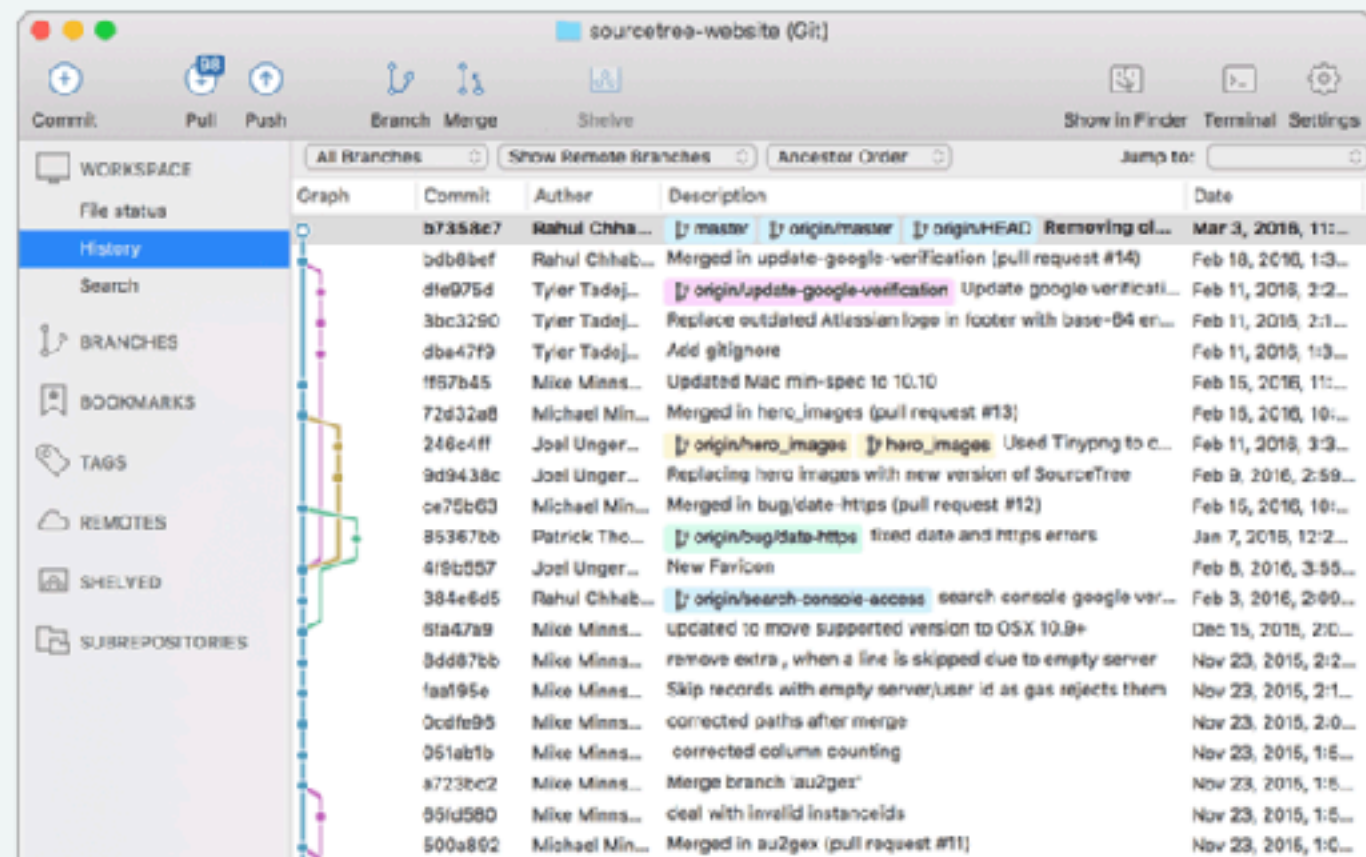 sourcetree-website (Git)
98
Commit Pull Push Branch Merge Shelve Show in Finder Terminal Settings
WORKSPACE
All Branches Show Remote Branches Ancestor Order Jump to:
File status
Graph Commit Author Description Date
History
b7358c7 Rahul Chha... master origin/master origin/HEAD Removing ol... Mar 3, 2016, 11:...
bdb8bef Rahul Chhab... Merged in update-google-verification (pull request #14) Feb 18, 2016, 1:3...
Search
dfe975d Tyler Tadej... origin/update-google-verification Update google verificati... Feb 11, 2016, 2:2...
3bc3290 Tyler Tadej... Replace outdated Atlassian logo in footer with base-64 en... Feb 11, 2016, 2:1...
BRANCHES
dba47f9 Tyler Tadej... Add gitignore Feb 11, 2016, 1:3...
ff67b45 Mike Minns... Updated Mac min-spec to 10.10 Feb 15, 2016, 11:...
BOOKMARKS
72d32a8 Michael Min... Merged in hero_images (pull request #13) Feb 15, 2016, 10:...
246c4ff Joel Unger... origin/hero_images hero_images Used Tinypng to c... Feb 11, 2016, 3:3...
TAGS
9d9438c Joel Unger... Replacing hero images with new version of SourceTree Feb 9, 2016, 2:59...
ce75b63 Michael Min... Merged in bug/date-https (pull request #12) Feb 15, 2016, 10:...
REMOTES
85367bb Patrick Tho... origin/bug/date-https fixed date and https errors Jan 7, 2016, 12:2...
4f9b557 Joel Unger... New Favicon Feb 8, 2016, 3:55...
SHELVED
384e6d5 Rahul Chhab... origin/search-console-access search console google ver... Feb 3, 2016, 2:09...
6fa47a9 Mike Minns... updated to move supported version to OSX 10.9+ Dec 15, 2015, 2:0...
SUBREPOSITORIES
8dd87bb Mike Minns... remove extra , when a line is skipped due to empty server Nov 23, 2015, 2:2...
faa195e Mike Minns... Skip records with empty server/user id as gas rejects them Nov 23, 2015, 2:1...
0cdfe96 Mike Minns... corrected paths after merge Nov 23, 2015, 2:0...
051ab1b Mike Minns... corrected column counting Nov 23, 2015, 1:5...
a723bc2 Mike Minns... Merge branch 'au2gex' Nov 23, 2015, 1:5...
65fd580 Mike Minns... deal with invalid instanceids Nov 23, 2015, 1:5...
500a892 Michael Min... Merged in au2gex (pull request #11) Nov 23, 2015, 1:0...